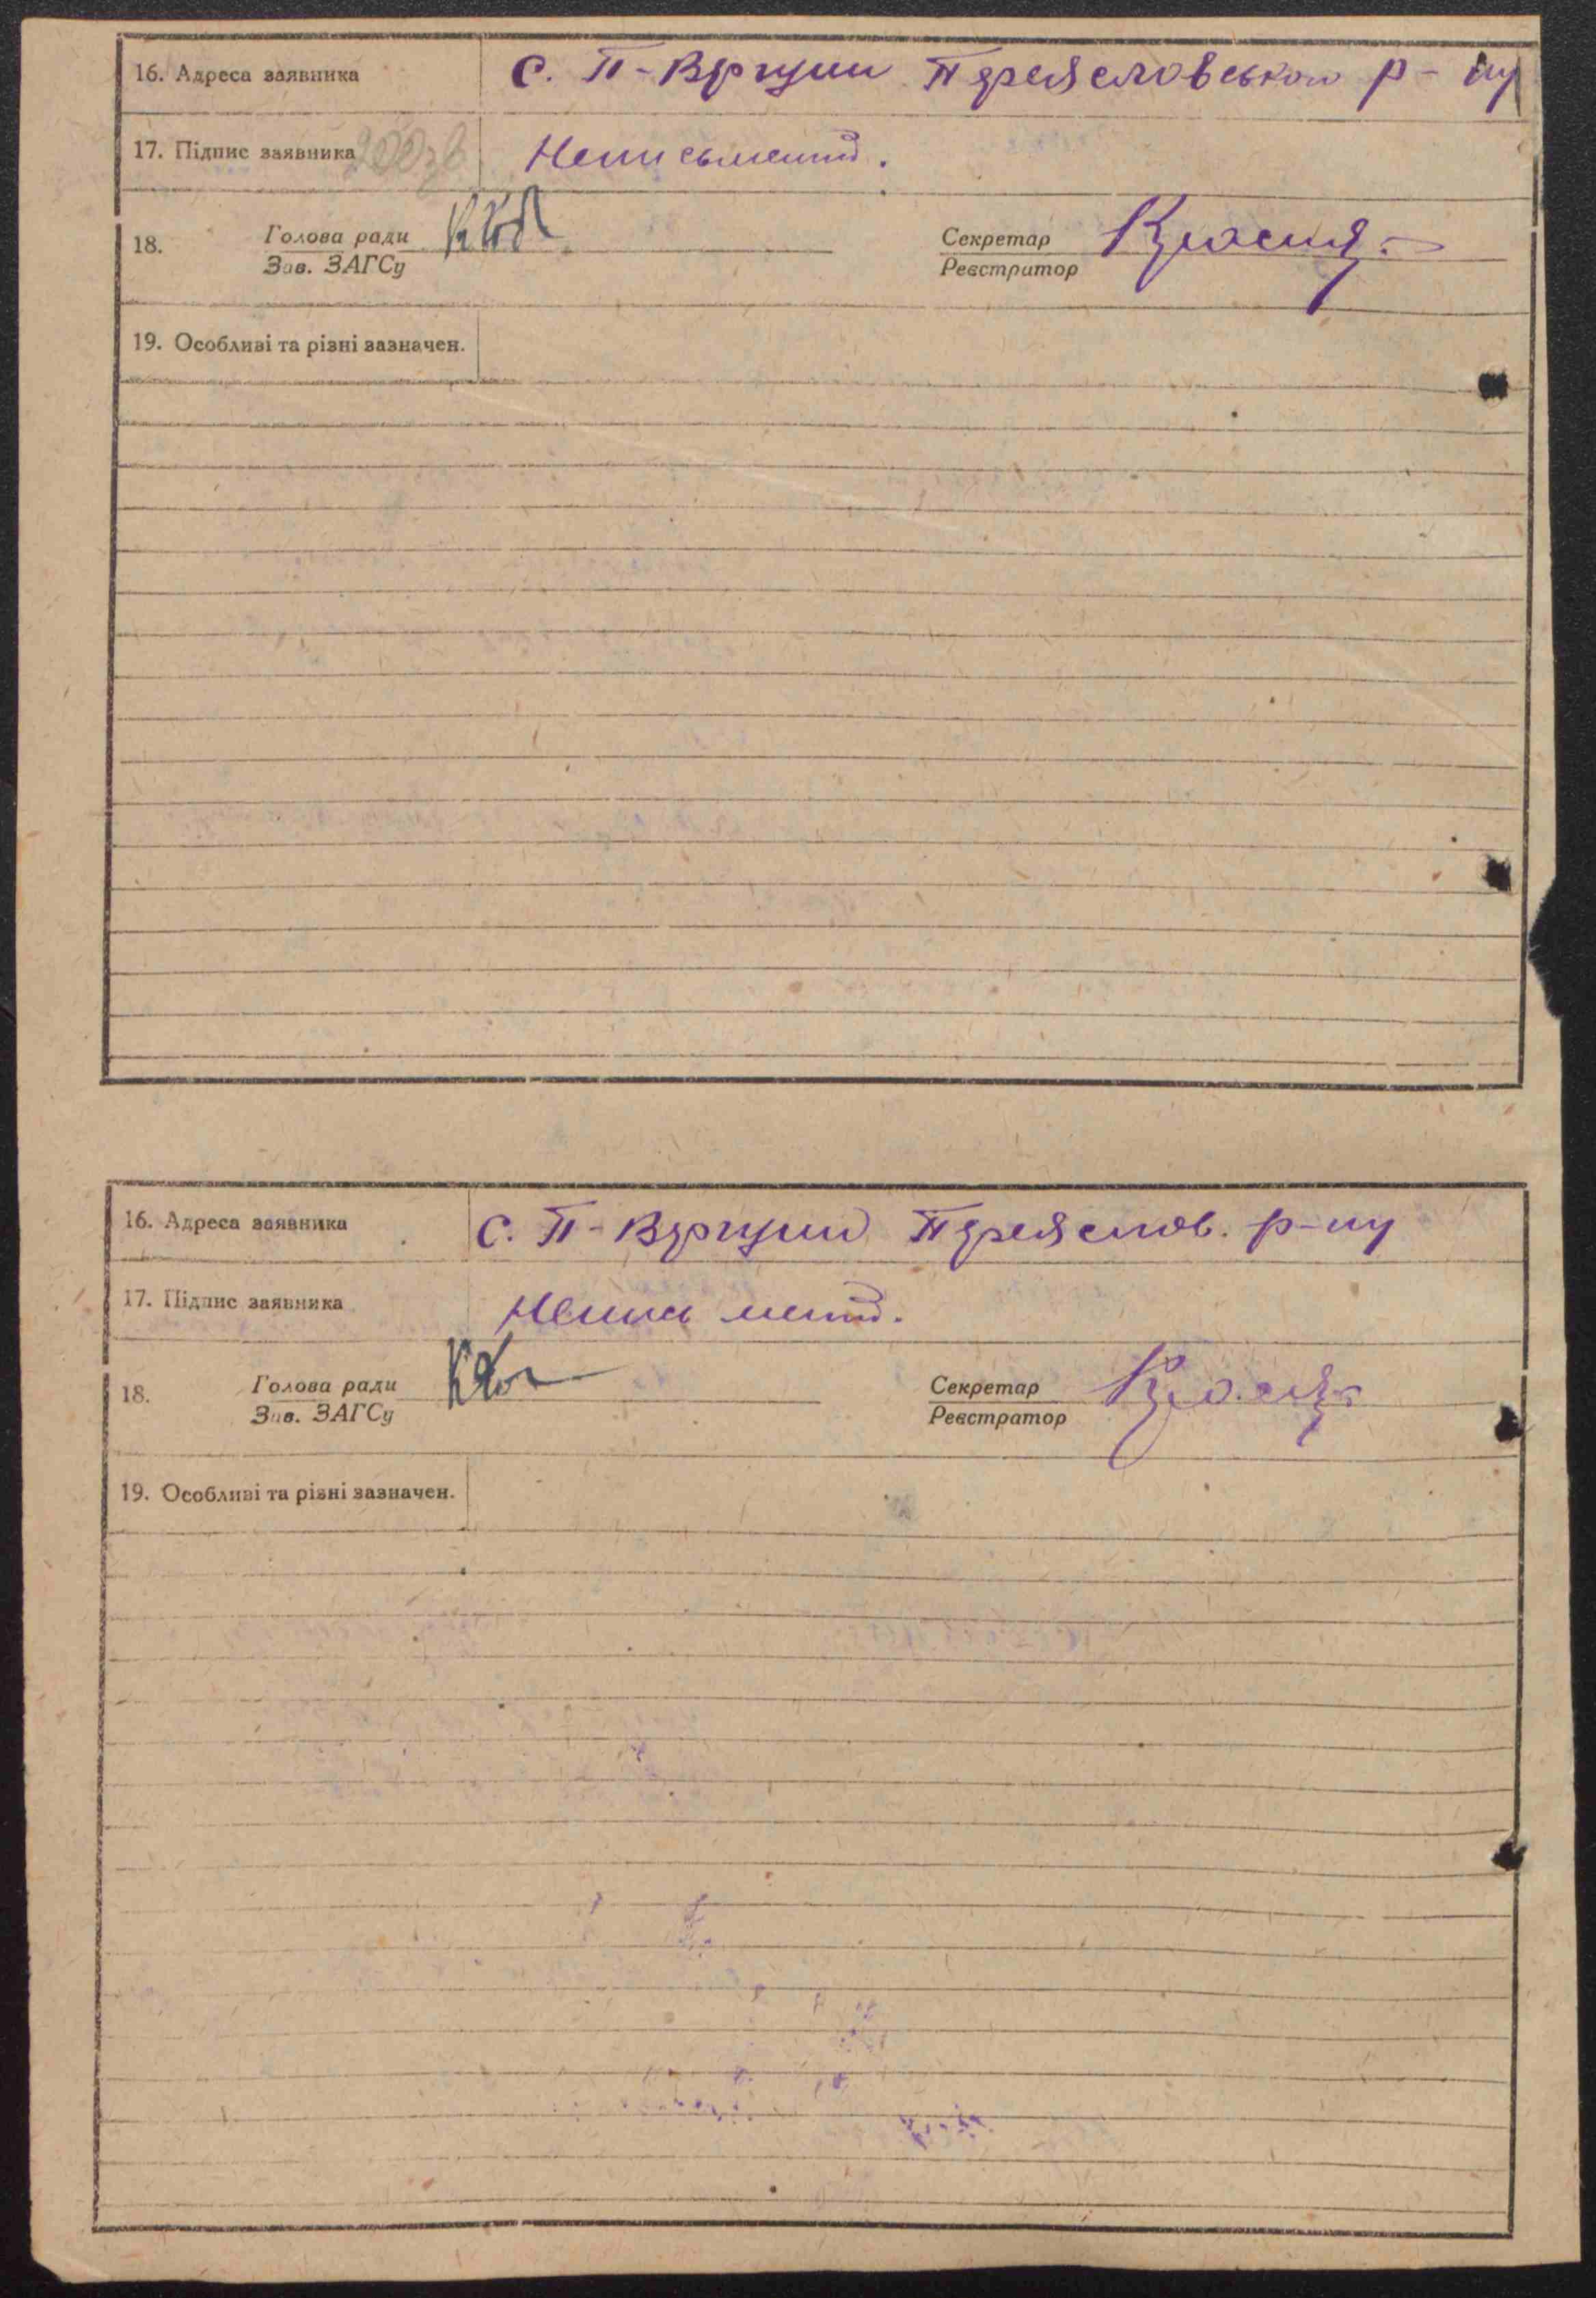 16. Адреса заявника с. П-Вергуни Переясловського р-ну
17. Підпис заявника Неписьменний.
18. Голова ради Секретар
Зав. ЗАГСу Реєстратор
19. Особливі та різні зазначен.
16. Адреса заявника с. П-Вергуни Переяслов. р-ну
17. Підпис заявника Неписьменний.
18. Голова ради Секретар
Зав. ЗАГСу Реєстратор
19. Особливі та різні зазначен.